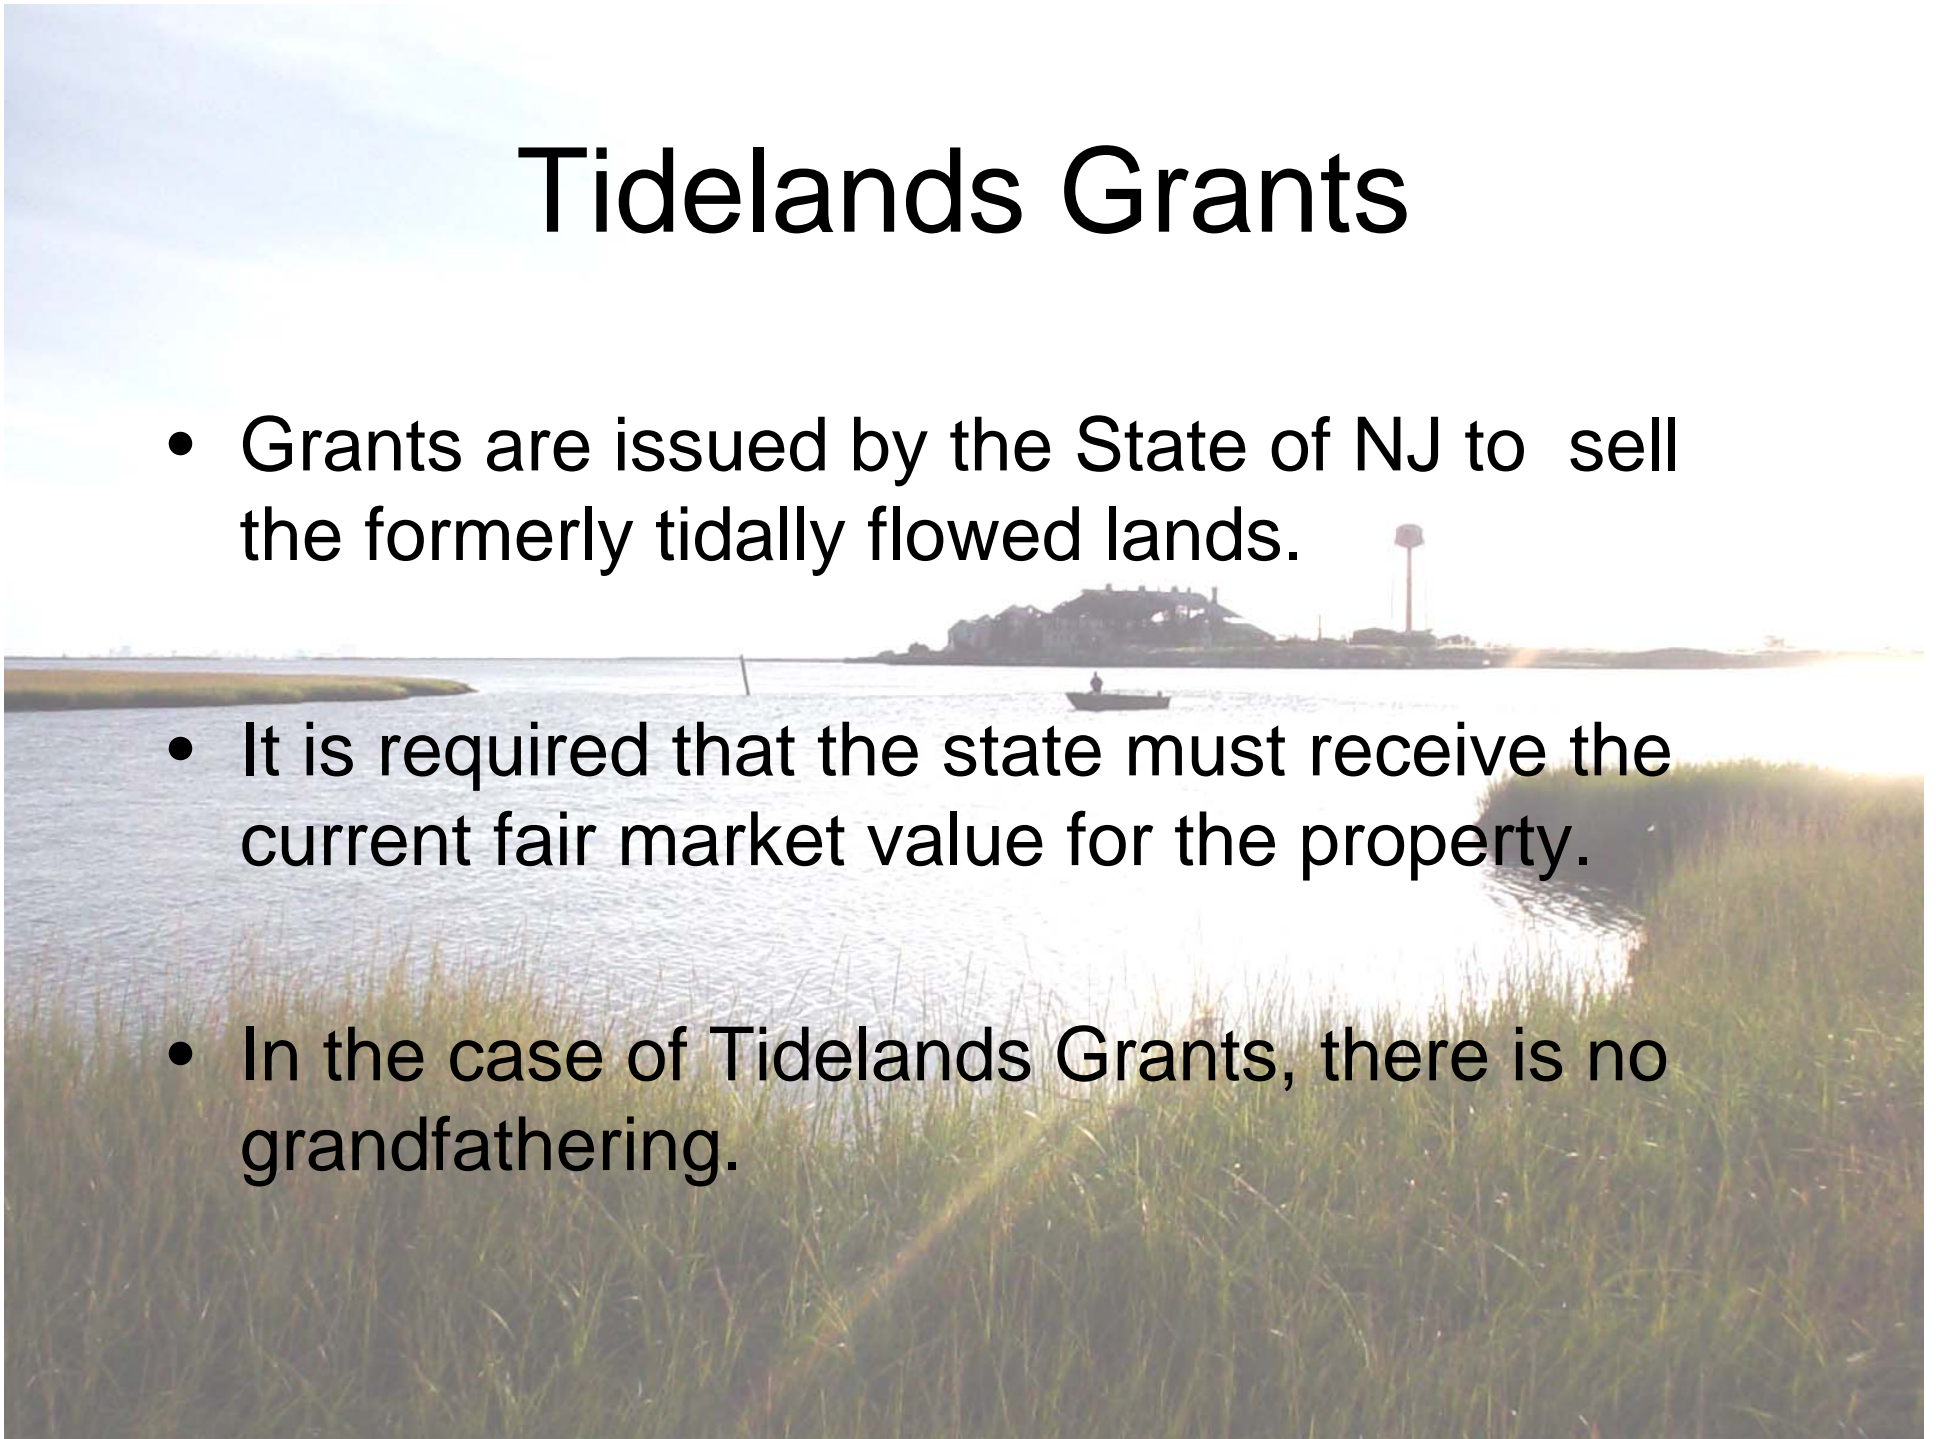 Tidelands Grants
• Grants are issued by the State of NJ to  sell
the formerly tidally flowed lands.
• It is required that the state must receive the
current fair market value for the property.
• In the case of Tidelands Grants, there is no
grandfathering.